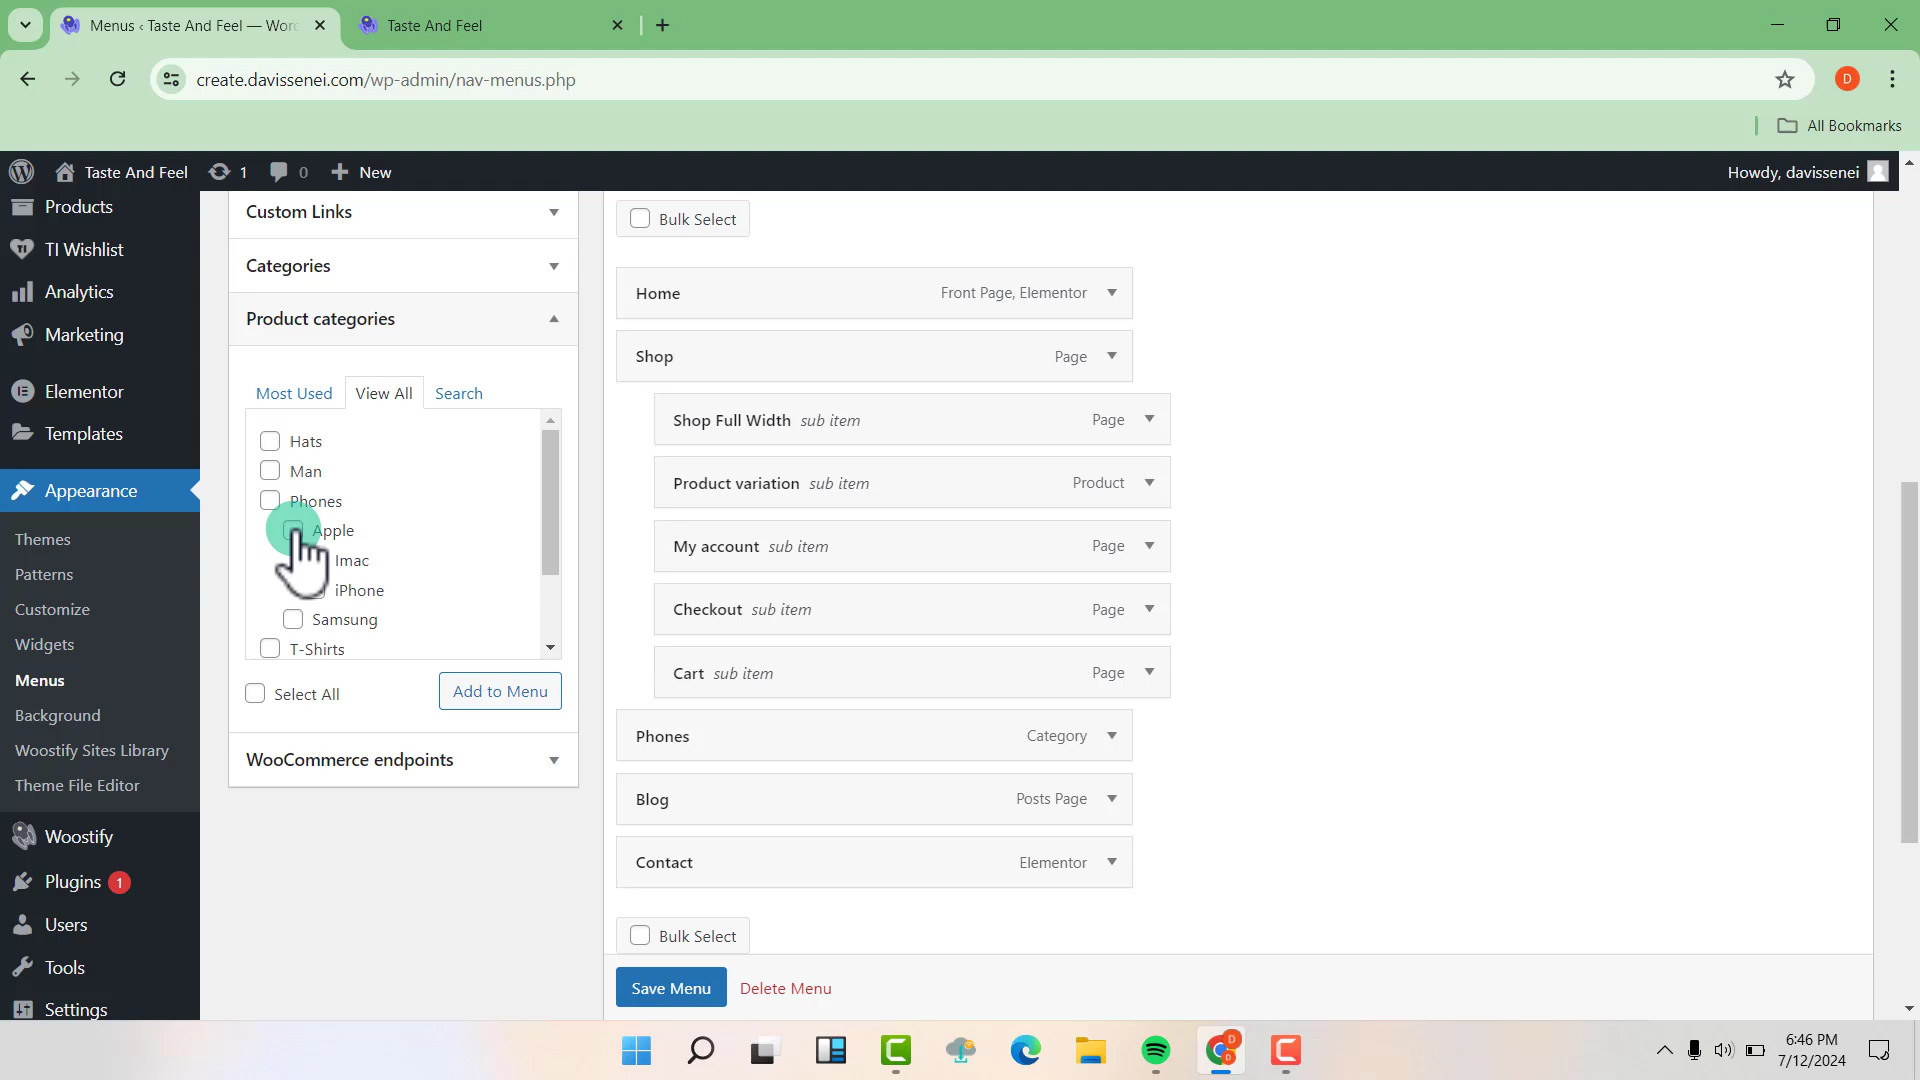 Menus ‹ Taste And Feel — Wor
Taste And Feel
create.davissenei.com/wp-admin/nav-menus.php
D
All Bookmarks
Taste And Feel
1
0
New
Howdy, davissenei
Products
TI Wishlist
Analytics
Marketing
Elementor
Templates
Appearance
Themes
Patterns
Customize
Widgets
Menus
Background
Woostify Sites Library
Theme File Editor
Woostify
Plugins 1
Users
Tools
Settings
Custom Links
Categories
Product categories
Most Used
View All
Search
Hats
Man
Phones
Apple
Imac
iPhone
Samsung
T-Shirts
Select All
Add to Menu
WooCommerce endpoints
Bulk Select
Home Front Page, Elementor
Shop Page
Shop Full Width sub item Page
Product variation sub item Product
My account sub item Page
Checkout sub item Page
Cart sub item Page
Phones Category
Blog Posts Page
Contact Elementor
Bulk Select
Save Menu
Delete Menu
6:46 PM
7/12/2024